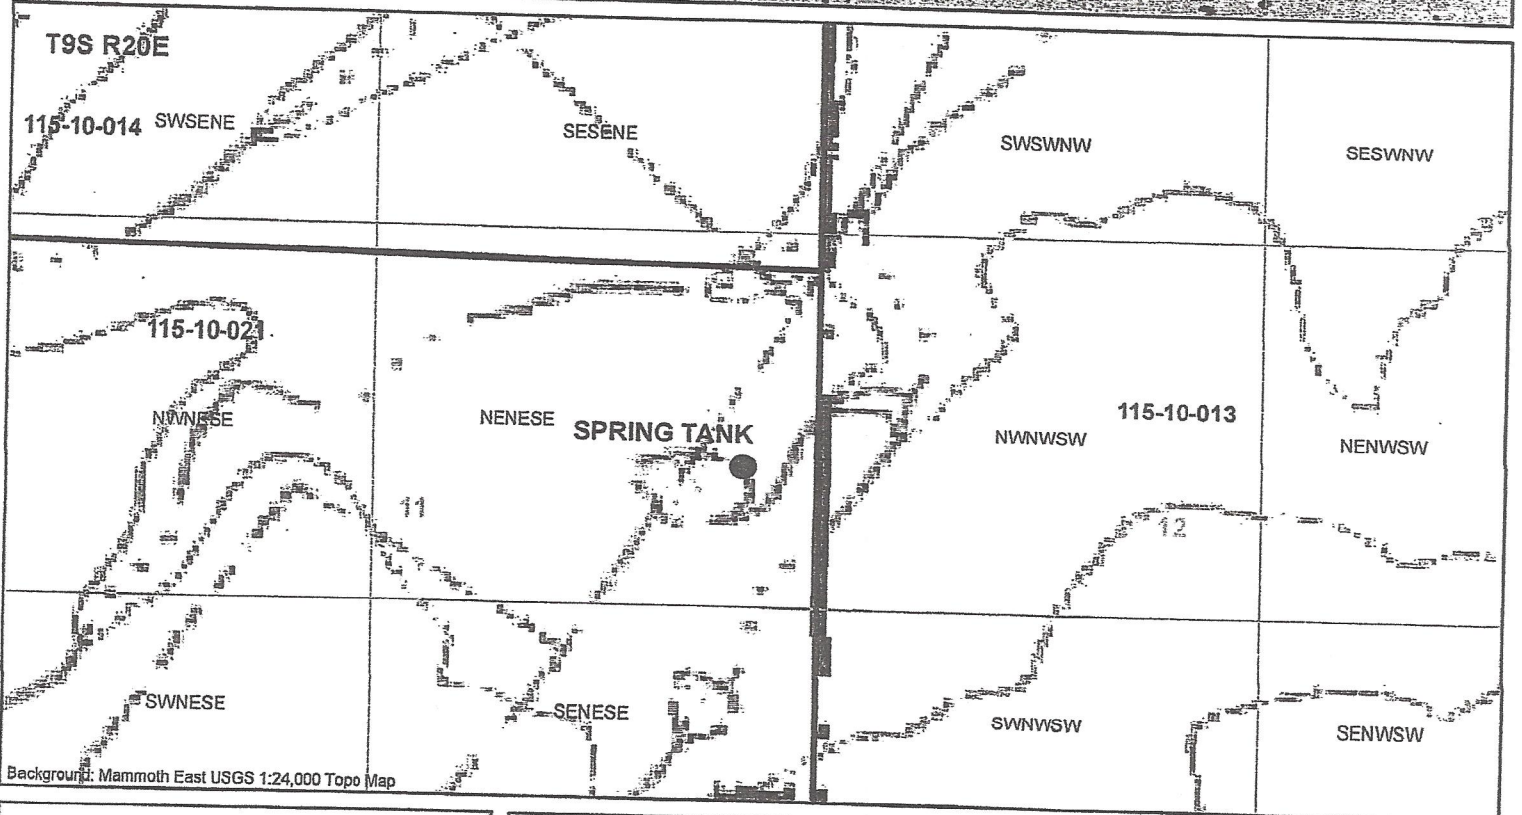 T9S R20E
115-10-014
SWSENE
SESENE
SWSWNW
SESWNW
115-10-021
NWNESE
NENESE
SPRING TANK
115-10-013
NWNWSW
NENWSW
11
12
SWNESE
SENESE
SWNWSW
SENWSW
Background: Mammoth East USGS 1:24,000 Topo Map